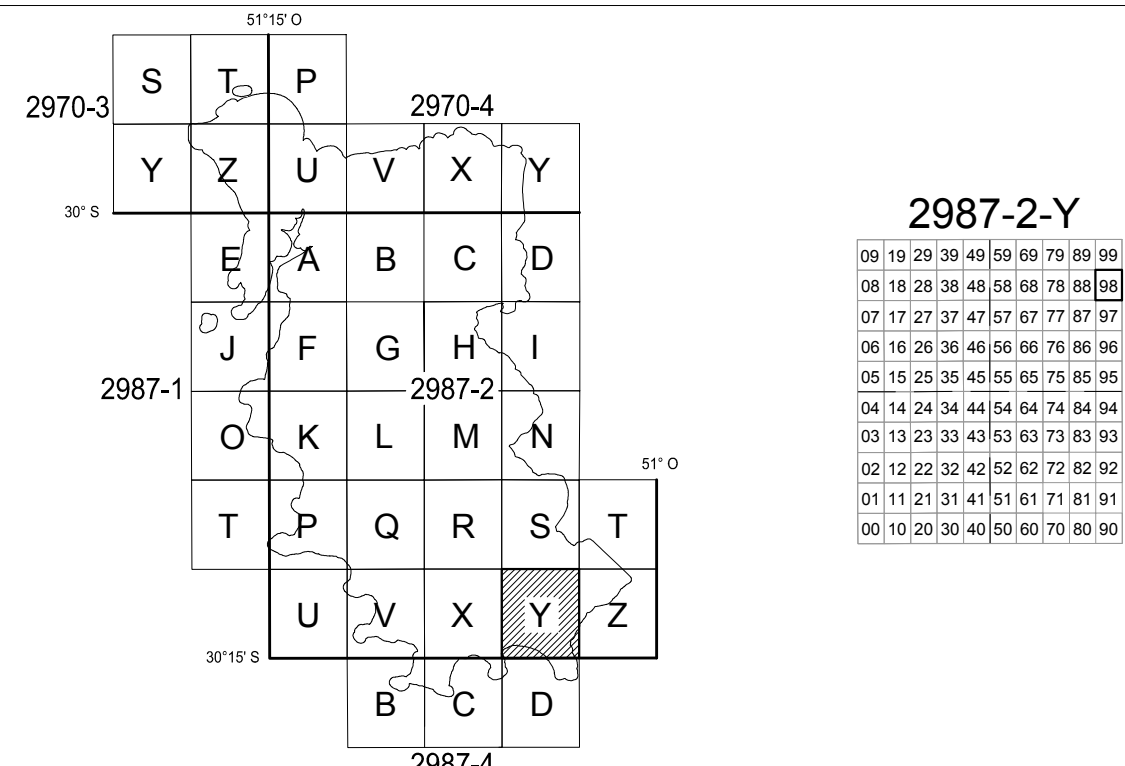 51°15' O
S T P
2970-3 2970-4
Y Z U V X Y
30° S
E A B C D
J F G H I
2987-1 2987-2
O K L M N
51° O
T P Q R S T
U V X Y Z
30°15' S
B C D
2987-4
2987-2-Y
09 19 29 39 49 59 69 79 89 99
08 18 28 38 48 58 68 78 88 98
07 17 27 37 47 57 67 77 87 97
06 16 26 36 46 56 66 76 86 96
05 15 25 35 45 55 65 75 85 95
04 14 24 34 44 54 64 74 84 94
03 13 23 33 43 53 63 73 83 93
02 12 22 32 42 52 62 72 82 92
01 11 21 31 41 51 61 71 81 91
00 10 20 30 40 50 60 70 80 90